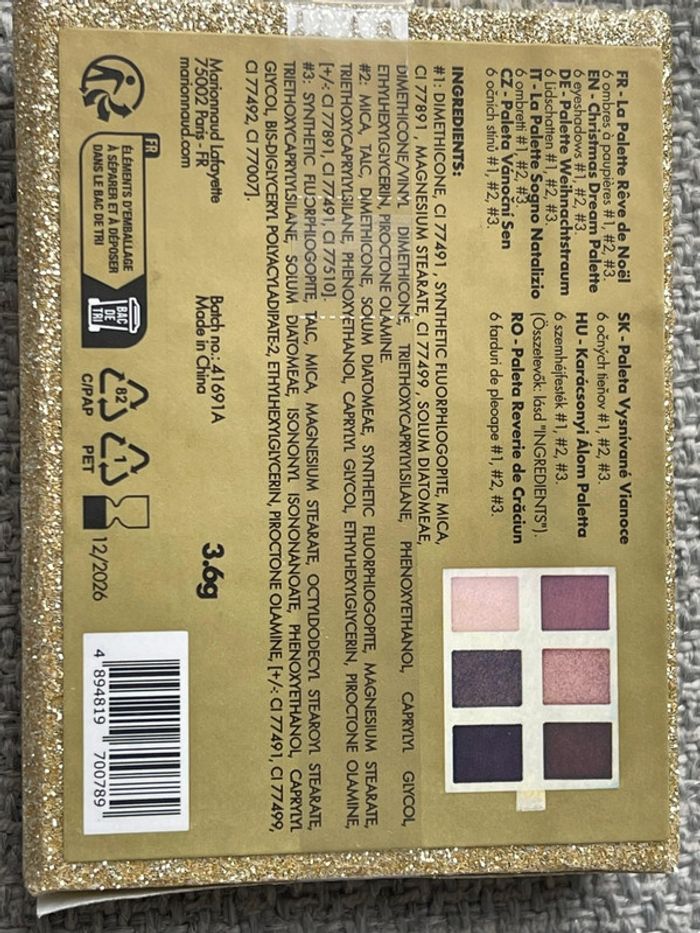 FR - La Palette Rêve de Noël
6 ombres à paupières #1, #2, #3.
EN - Christmas Dream Palette
6 eyeshadows #1, #2, #3.
DE - Palette Weihnachtstraum
6 Lidschatten #1, #2, #3.
IT - La Palette Sogno Natalizio
6 ombretti #1, #2, #3.
CZ - Paleta Vánoční Sen
6 očních stínů #1, #2, #3.
SK - Paleta Vysnívané Vianoce
6 očných tieňov #1, #2, #3.
HU - Karácsonyi Álom Paletta
6 szemhéjfesték #1, #2, #3.
(Összetevők: lásd "INGREDIENTS").
RO - Paleta Reverie de Crăciun
6 farduri de pleoape #1, #2, #3.
INGREDIENTS:
#1: DIMETHICONE, CI 77491, SYNTHETIC FLUORPHLOGOPITE, MICA,
CI 77891, MAGNESIUM STEARATE, CI 77499, SOLUM DIATOMEAE,
DIMETHICONE/VINYL DIMETHICONE, TRIETHOXYCAPRYLYLSILANE, PHENOXYETHANOL, CAPRYLYL GLYCOL,
ETHYLHEXYLGLYCERIN, PIROCTONE OLAMINE.
#2: MICA, TALC, DIMETHICONE, SOLUM DIATOMEAE, SYNTHETIC FLUORPHLOGOPITE, MAGNESIUM STEARATE,
TRIETHOXYCAPRYLYLSILANE, PHENOXYETHANOL, CAPRYLYL GLYCOL, ETHYLHEXYLGLYCERIN, PIROCTONE OLAMINE,
[+/-: CI 77891, CI 77491, CI 77510].
#3: SYNTHETIC FLUORPHLOGOPITE, TALC, MICA, MAGNESIUM STEARATE, OCTYLDODECYL STEAROYL STEARATE,
TRIETHOXYCAPRYLYLSILANE, SOLUM DIATOMEAE, ISONONYL ISONONANOATE, PHENOXYETHANOL, CAPRYLYL
GLYCOL, BIS-DIGLYCERYL POLYACYLADIPATE-2, ETHYLHEXYLGLYCERIN, PIROCTONE OLAMINE, [+/-: CI 77491, CI 77499,
CI 77492, CI 77007].
Marionnaud Lafayette
75002 Paris - FR
marionnaud.com
Batch no.: 41691A
Made in China
3.6g
FR
ÉLÉMENTS D'EMBALLAGE
À SÉPARER ET À DÉPOSER
DANS LE BAC DE TRI
BAC
DE
TRI
82
C/PAP
1
PET
12/2026
4 894819 700789